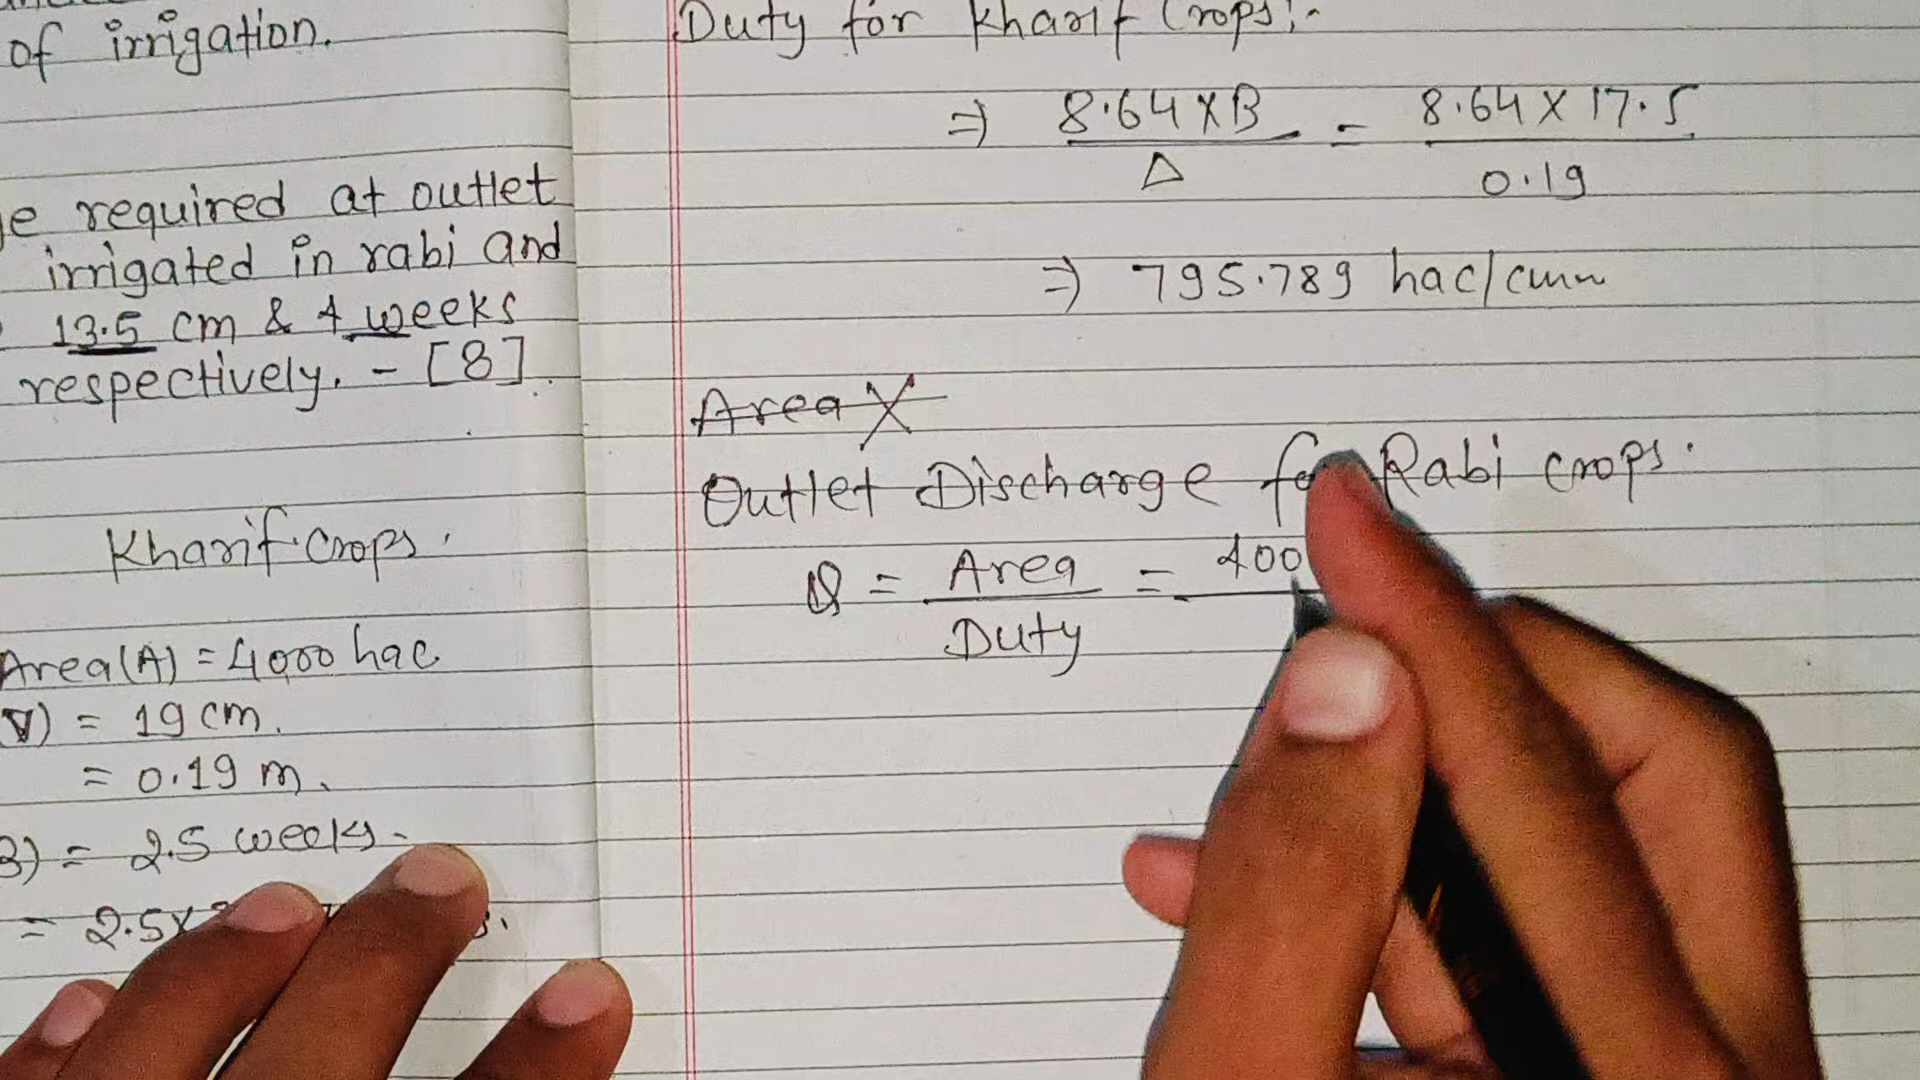 of irrigation.
required at outlet
irrigated in rabi and
13.5 cm & 4 weeks
respectively. - [8].
Kharif crops.
Area(A) = 4000 hac
= 19 cm.
= 0.19 m.
= 2.5 weeks.
= 2.5x
Duty for Kharif Crops:-
⇒ 8.64 X B / Δ = 8.64 X 17.5 / 0.19
⇒ 795.789 hac/cum
Area X
Outlet Discharge for Rabi crops.
Q = Area / Duty = 400